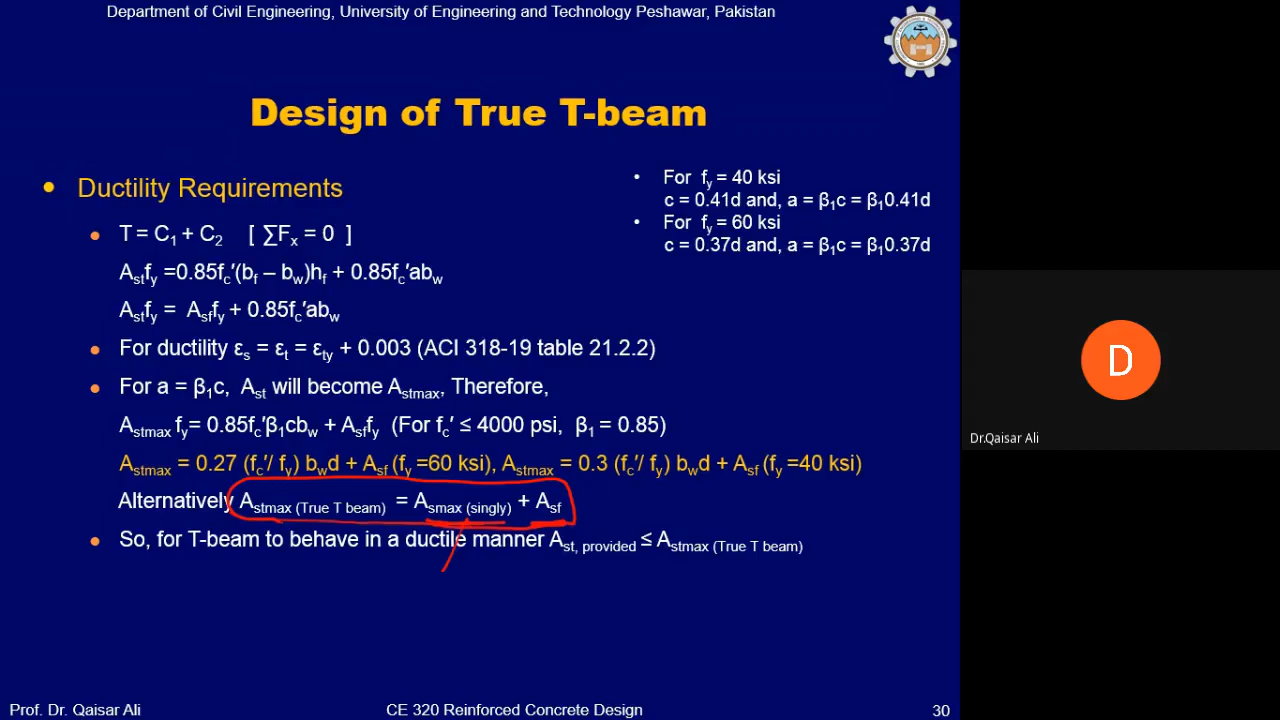 Department of Civil Engineering, University of Engineering and Technology Peshawar, Pakistan
Design of True T-beam
• Ductility Requirements
• For fy = 40 ksi
c = 0.41d and, a = β1c = β10.41d
• For fy = 60 ksi
c = 0.37d and, a = β1c = β10.37d
• T = C1 + C2 [ ∑Fx = 0 ]
Astfy =0.85fc′(bf – bw)hf + 0.85fc′abw
Astfy = Asffy + 0.85fc′abw
• For ductility εs = εt = εty + 0.003 (ACI 318-19 table 21.2.2)
• For a = β1c, Ast will become Astmax, Therefore,
Astmax fy= 0.85fc′β1cbw + Asffy (For fc′ ≤ 4000 psi, β1 = 0.85)
Astmax = 0.27 (fc′/ fy) bwd + Asf (fy =60 ksi), Astmax = 0.3 (fc′/ fy) bwd + Asf (fy =40 ksi)
Alternatively Astmax (True T beam) = Asmax (singly) + Asf
• So, for T-beam to behave in a ductile manner Ast, provided ≤ Astmax (True T beam)
D
Dr.Qaisar Ali
Prof. Dr. Qaisar Ali
CE 320 Reinforced Concrete Design
30